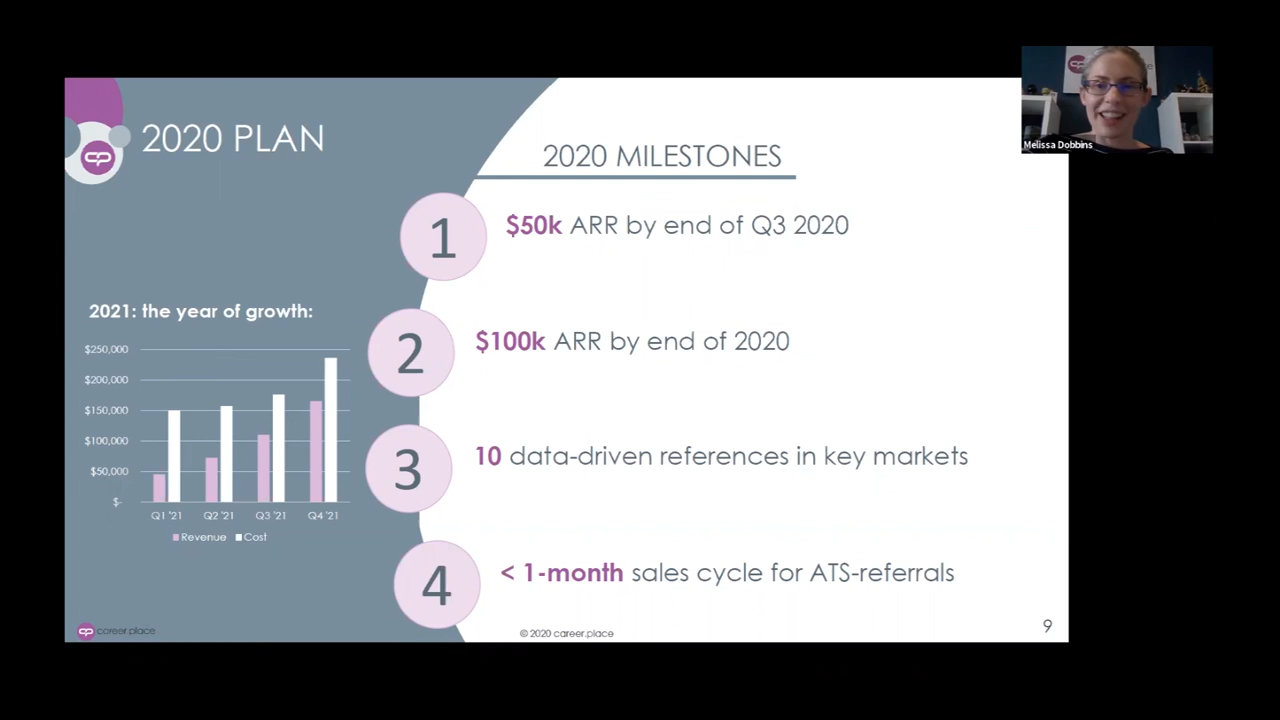 2020 PLAN
2020 MILESTONES
1
$50k ARR by end of Q3 2020
2
$100k ARR by end of 2020
3
10 data-driven references in key markets
4
< 1-month sales cycle for ATS-referrals
2021: the year of growth:
$250,000
$200,000
$150,000
$100,000
$50,000
$-
Q1 '21 Q2 '21 Q3 '21 Q4 '21
Revenue Cost
cp career.place
© 2020 career.place
9
Melissa Dobbins